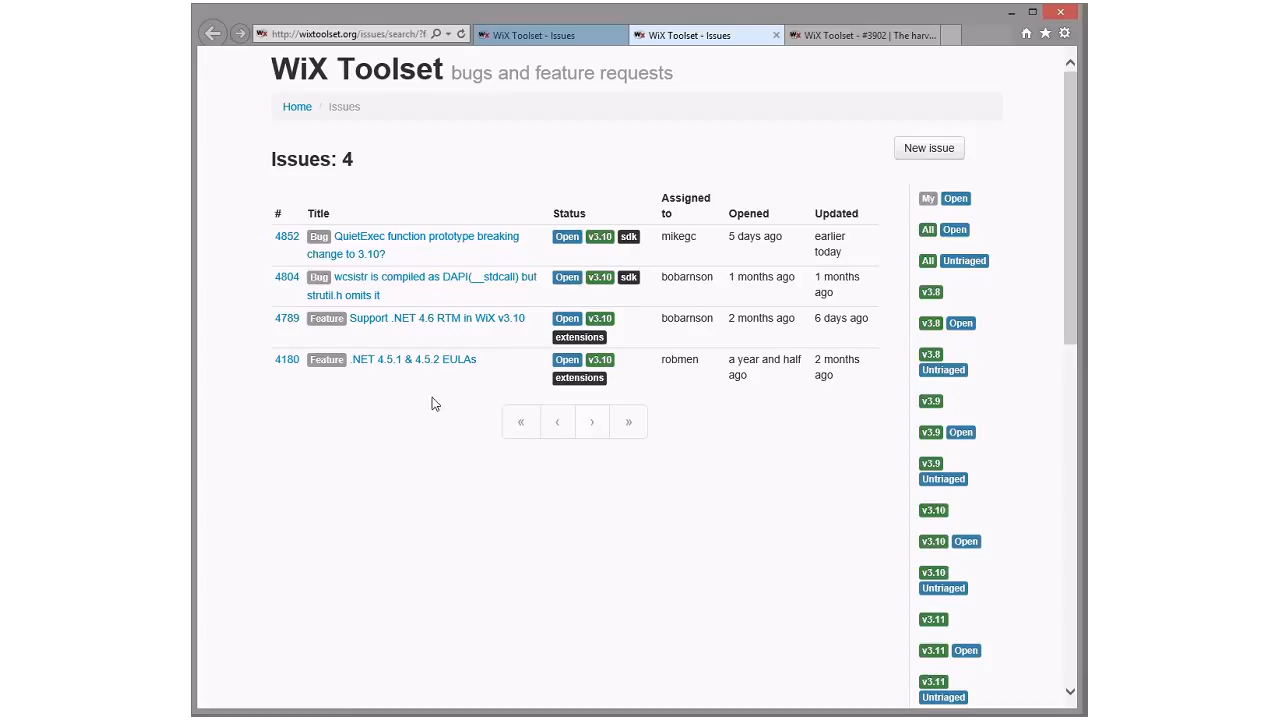 http://wixtoolset.org/issues/search/?f
WiX Toolset - Issues
WiX Toolset - Issues
WiX Toolset - #3902 | The harv...
WiX Toolset bugs and feature requests
Home / Issues
Issues: 4
New issue
# Title Status Assigned to Opened Updated
4852 Bug QuietExec function prototype breaking change to 3.10? Open v3.10 sdk mikegc 5 days ago earlier today
4804 Bug wcsistr is compiled as DAPI(__stdcall) but strutil.h omits it Open v3.10 sdk bobarnson 1 months ago 1 months ago
4789 Feature Support .NET 4.6 RTM in WiX v3.10 Open v3.10 extensions bobarnson 2 months ago 6 days ago
4180 Feature .NET 4.5.1 & 4.5.2 EULAs Open v3.10 extensions robmen a year and half ago 2 months ago
« ‹ › »
My Open
All Open
All Untriaged
v3.8
v3.8 Open
v3.8
Untriaged
v3.9
v3.9 Open
v3.9
Untriaged
v3.10
v3.10 Open
v3.10
Untriaged
v3.11
v3.11 Open
v3.11
Untriaged